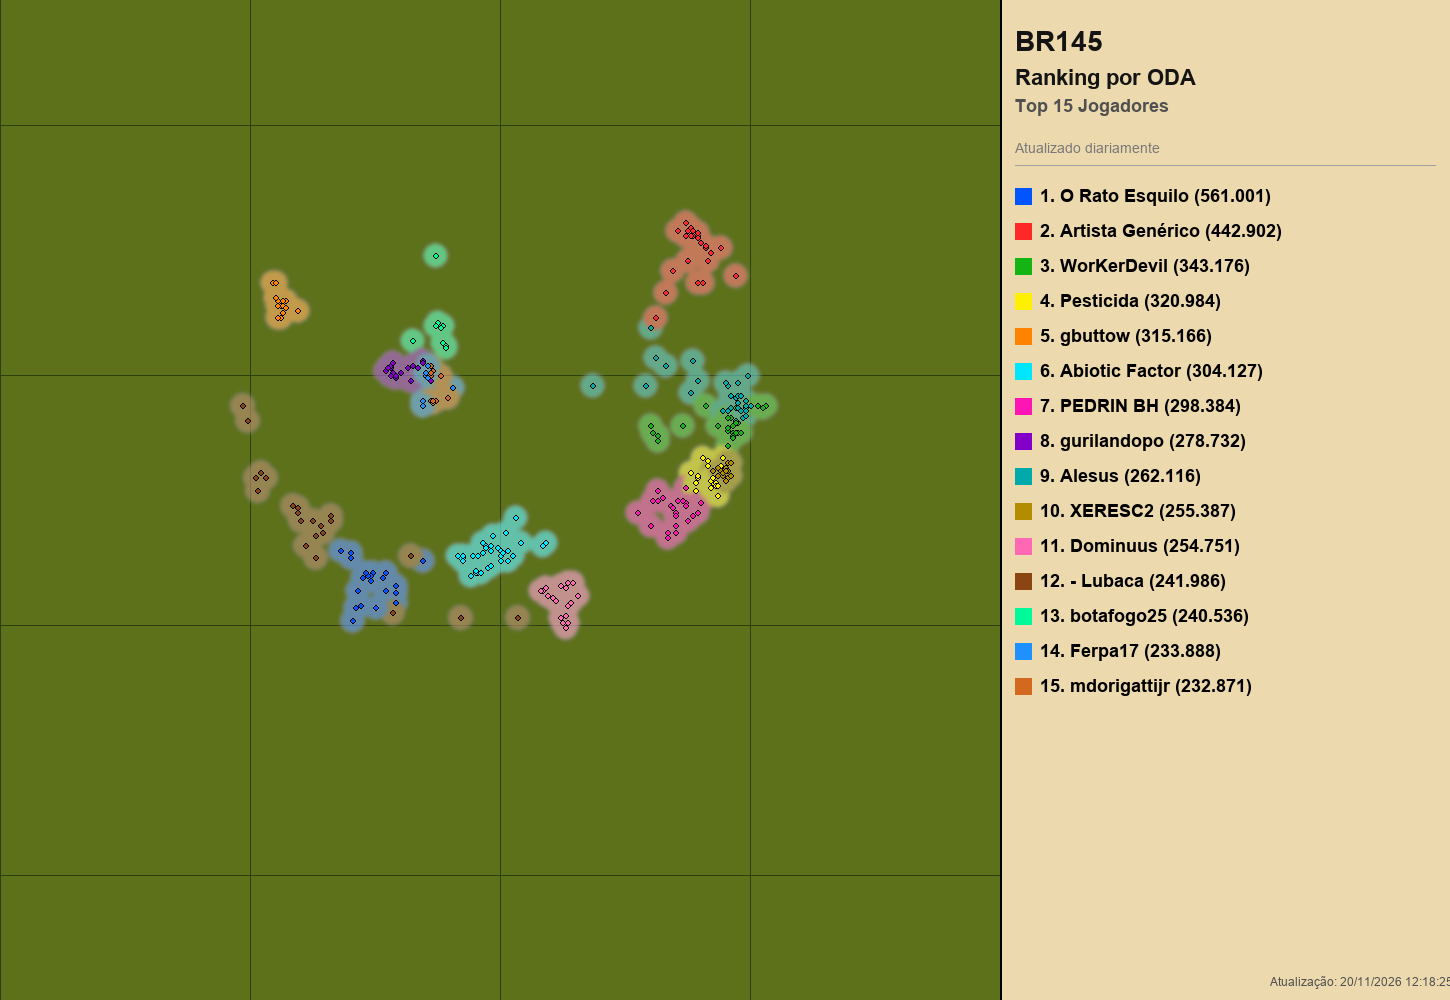 BR145
Ranking por ODA
Top 15 Jogadores
Atualizado diariamente
1. O Rato Esquilo (561.001)
2. Artista Genérico (442.902)
3. WorKerDevil (343.176)
4. Pesticida (320.984)
5. gbuttow (315.166)
6. Abiotic Factor (304.127)
7. PEDRIN BH (298.384)
8. gurilandopo (278.732)
9. Alesus (262.116)
10. XERESC2 (255.387)
11. Dominuus (254.751)
12. - Lubaca (241.986)
13. botafogo25 (240.536)
14. Ferpa17 (233.888)
15. mdorigattijr (232.871)
Atualização: 20/11/2026 12:18:25